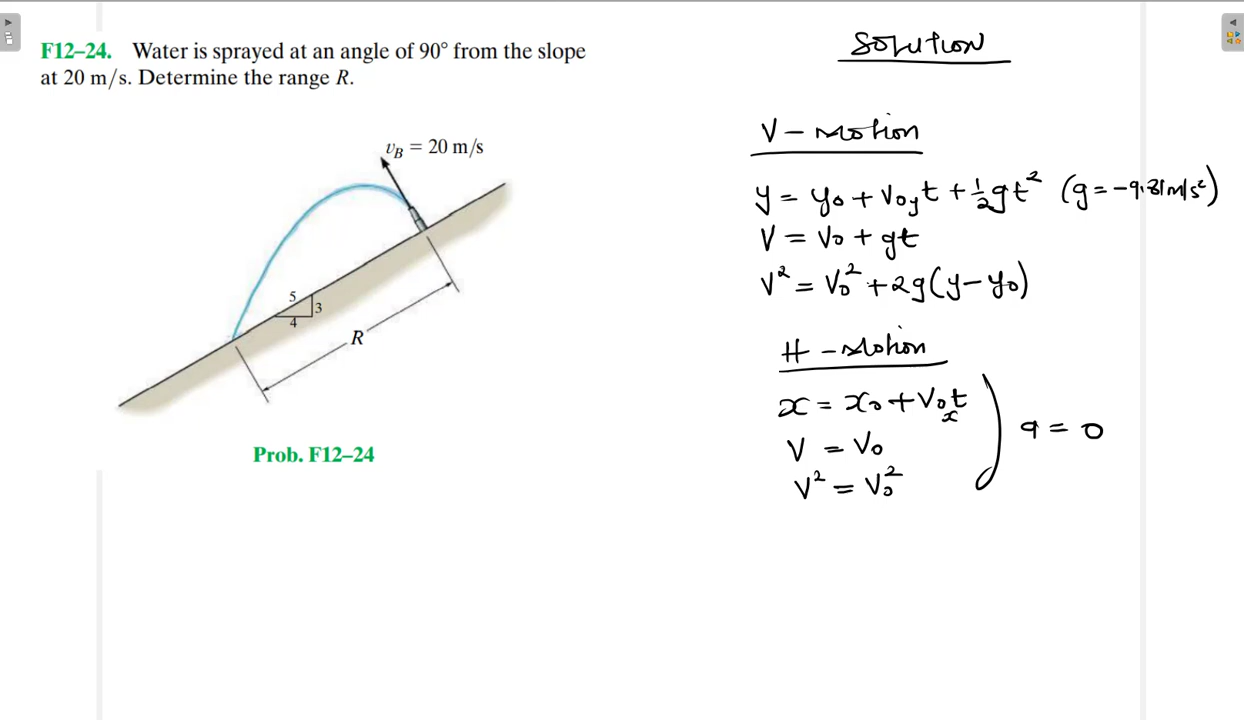 F12–24. Water is sprayed at an angle of 90° from the slope
at 20 m/s. Determine the range R.
v_B = 20 m/s
5
3
4
R
Prob. F12–24
SOLUTION
V – Motion
y = y₀ + V₀yt + ½gt² (g = −9.81m/s²)
V = V₀ + gt
V² = V₀² + 2g(y − y₀)
H – Motion
x = x₀ + V₀xt
V = V₀
V² = V₀²
a = 0